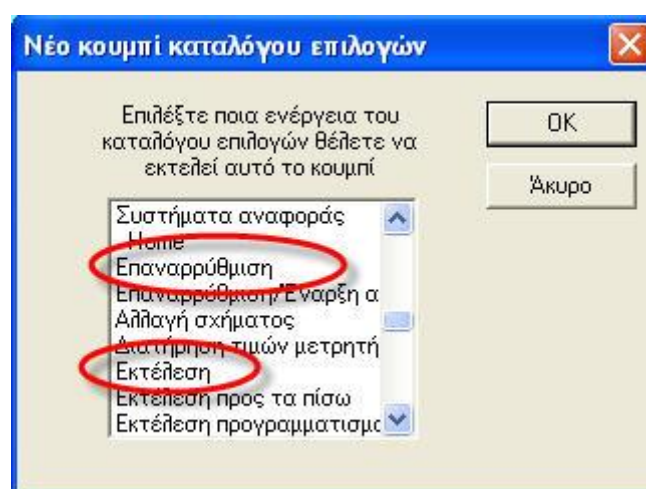 Νέο κουμπί καταλόγου επιλογών
Επιλέξτε ποια ενέργεια του
καταλόγου επιλογών θέλετε να
εκτελεί αυτό το κουμπί
OK
Άκυρο
Συστήματα αναφοράς
Home
Επαναρρύθμιση
Επαναρρύθμιση/Έναρξη α
Αλλαγή σχήματος
Διατήρηση τιμών μετρητή
Εκτέλεση
Εκτέλεση προς τα πίσω
Εκτέλεση προγραμματισμο